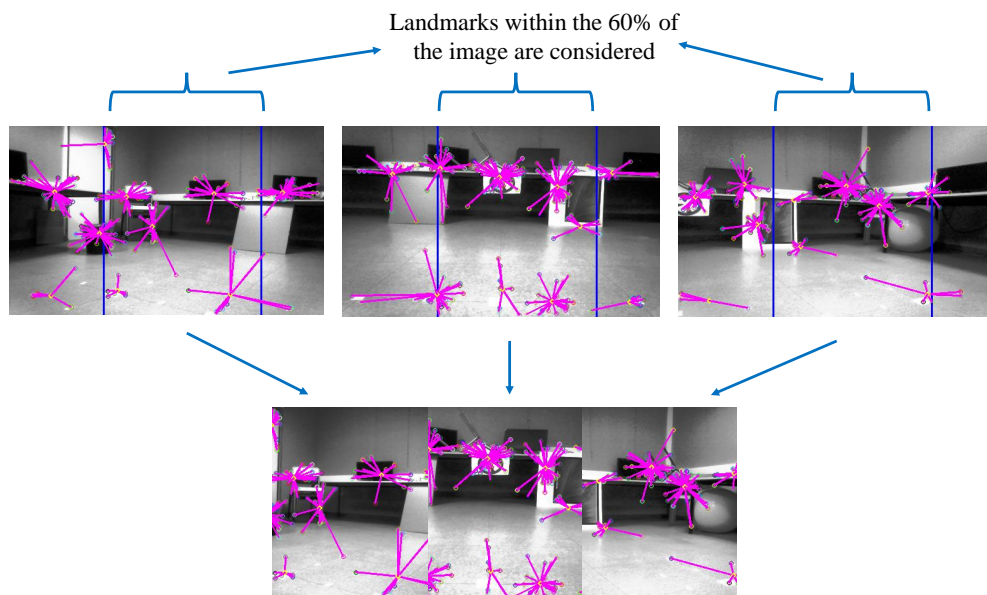 Landmarks within the 60% of
the image are considered